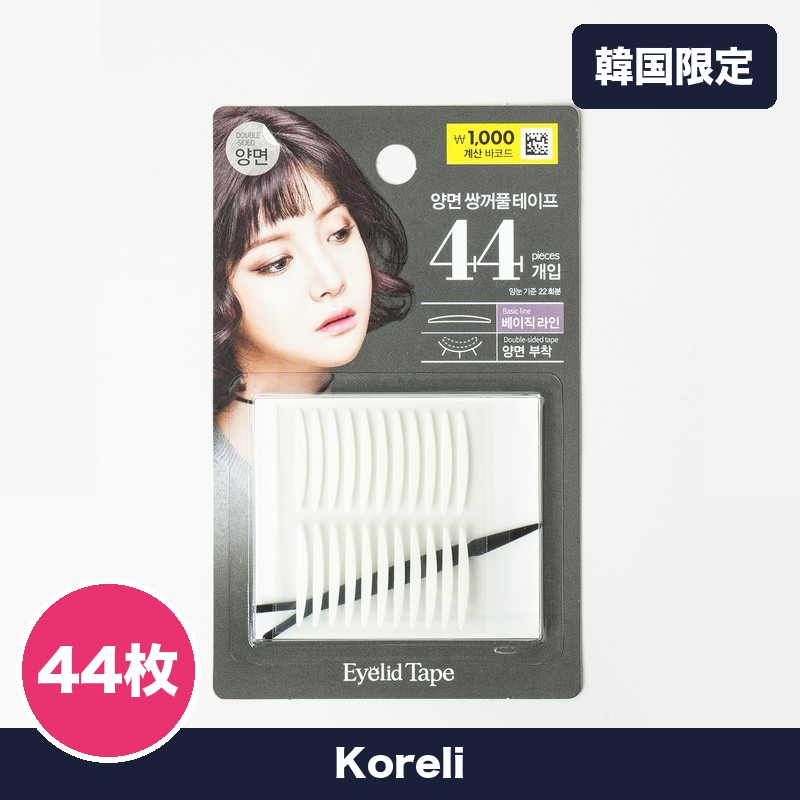 韓国限定
DOUBLE
-SIDED
양면
₩1,000
계산 바코드
양면 쌍꺼풀 테이프
44 pieces
개입
양눈 기준 22회분
Basic line
베이직 라인
Double-sided tape
양면 부착
Eyelid Tape
44枚
Koreli